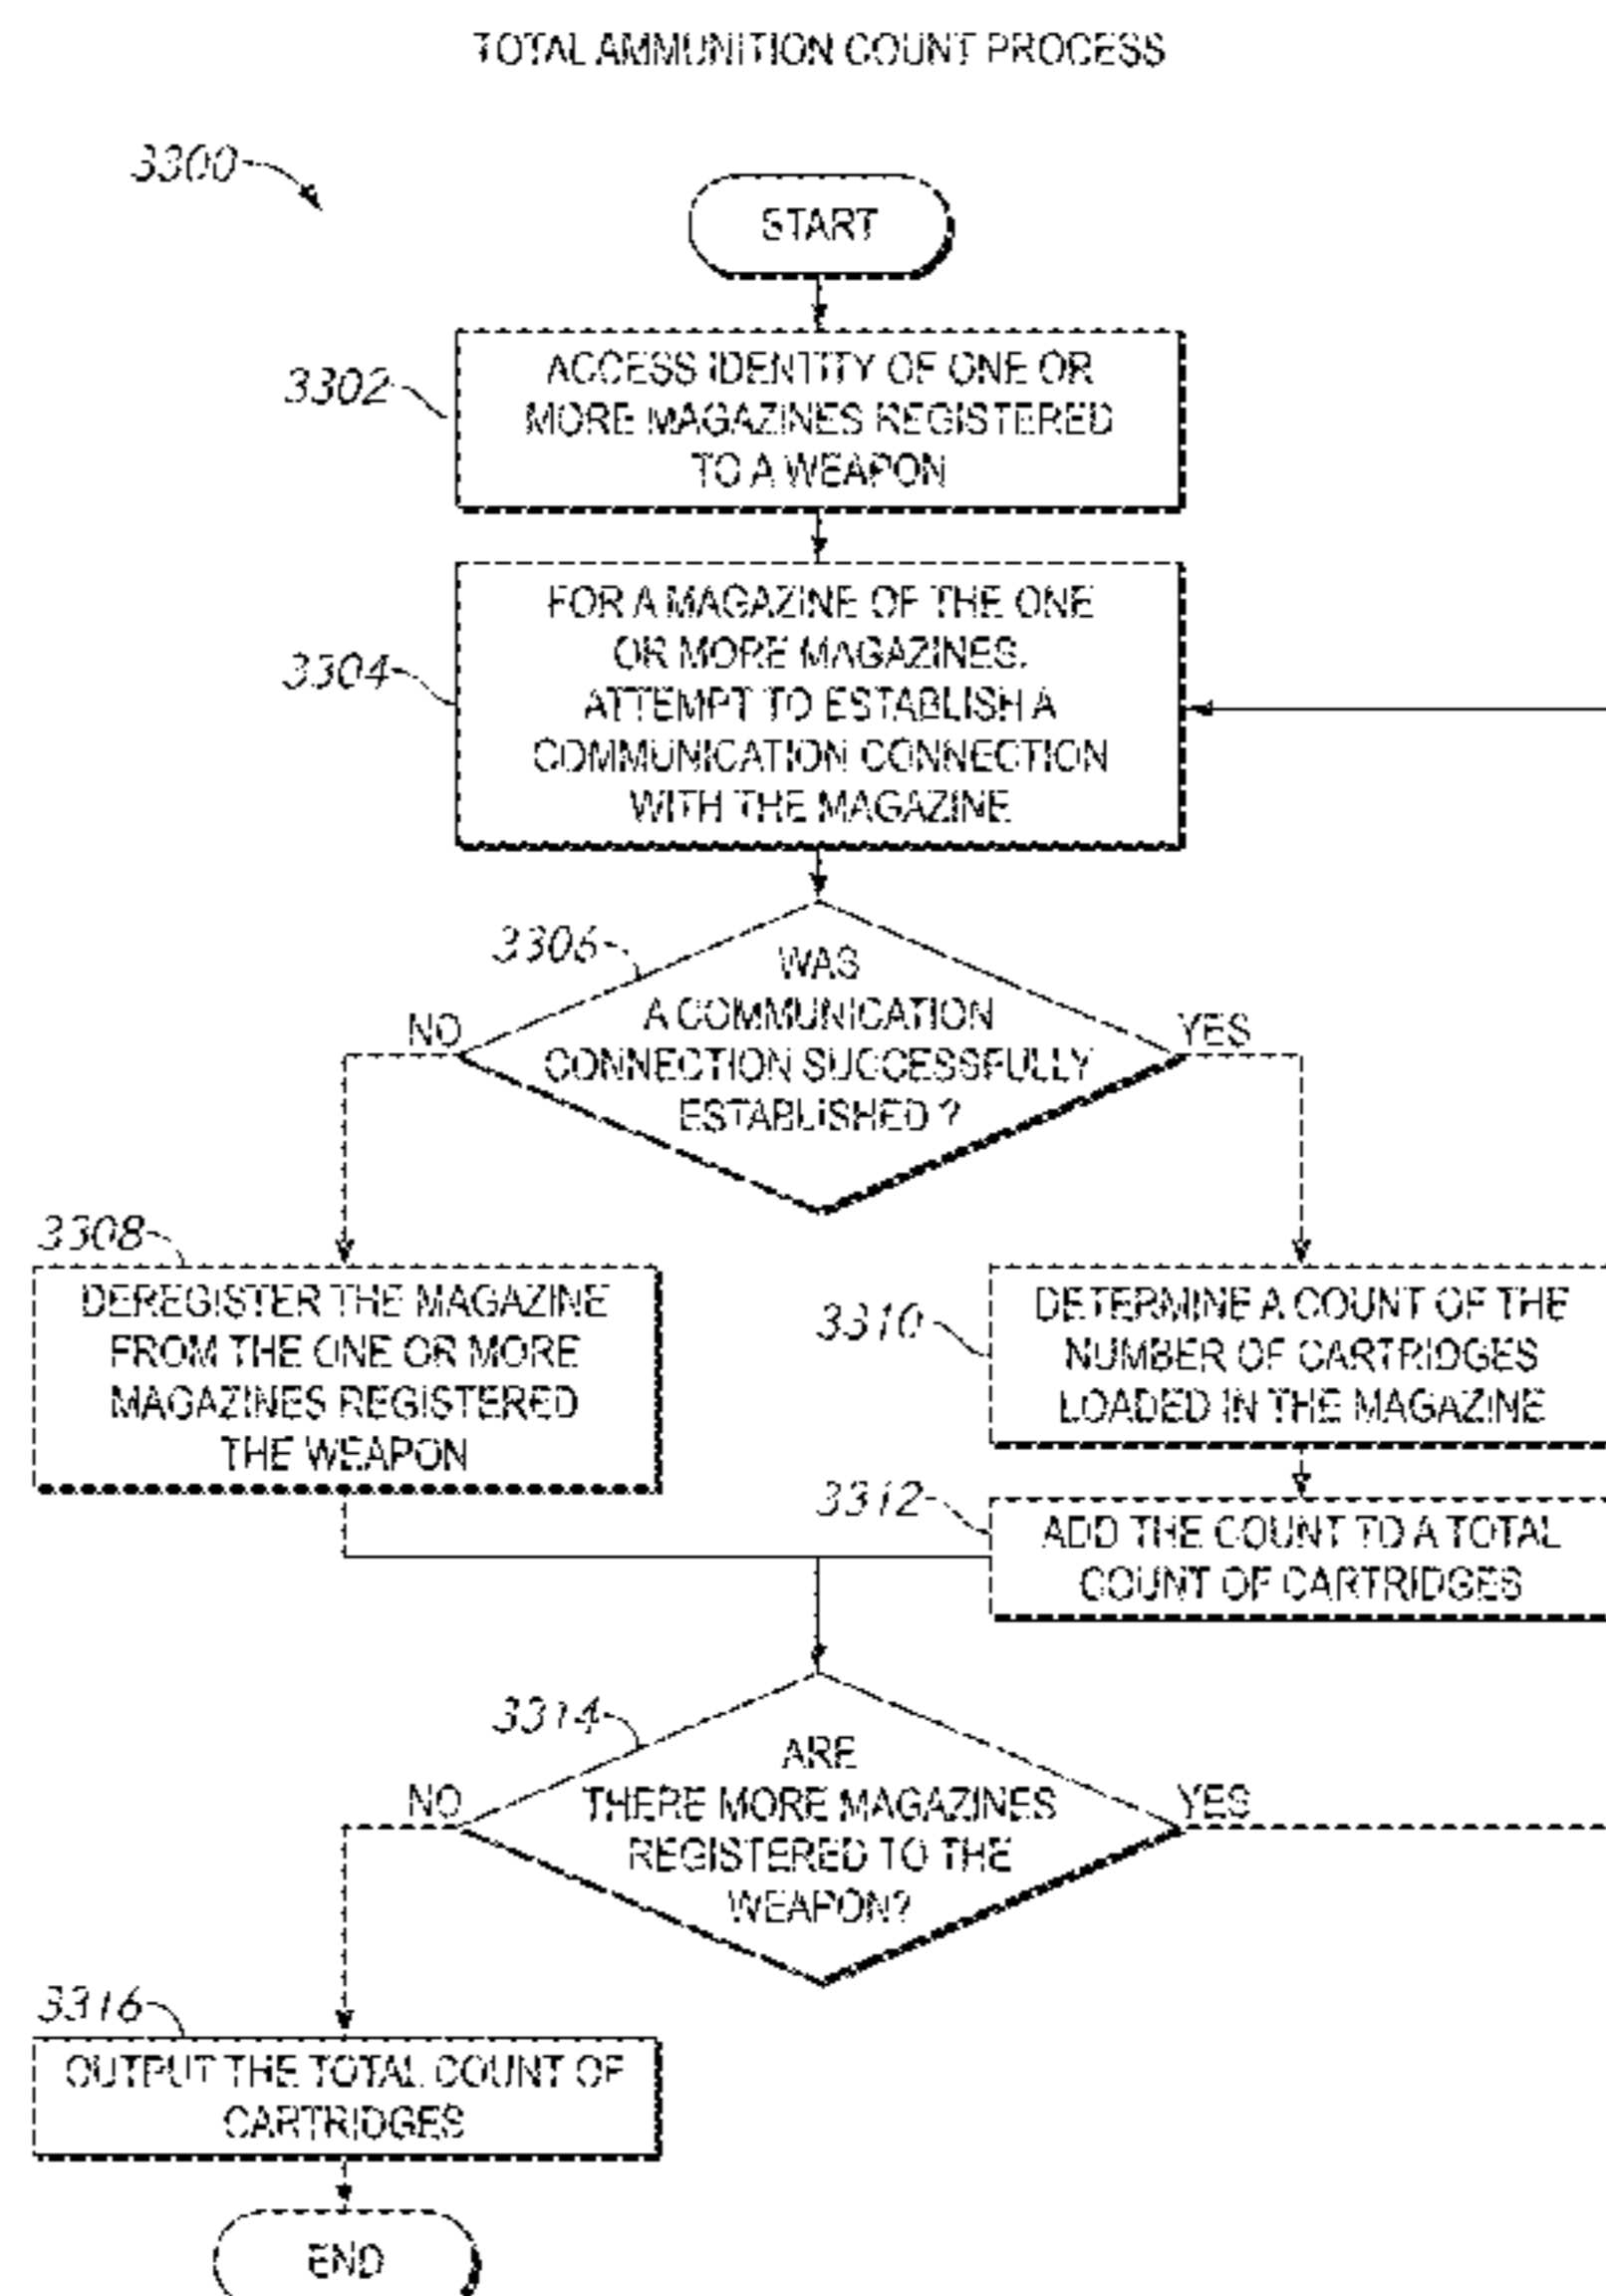 TOTAL AMMUNITION COUNT PROCESS
3300
START
3302
ACCESS IDENTITY OF ONE OR
MORE MAGAZINES REGISTERED
TO A WEAPON
3304
FOR A MAGAZINE OF THE ONE
OR MORE MAGAZINES,
ATTEMPT TO ESTABLISH A
COMMUNICATION CONNECTION
WITH THE MAGAZINE
3306
WAS
A COMMUNICATION
CONNECTION SUCCESSFULLY
ESTABLISHED ?
NO
YES
3308
DEREGISTER THE MAGAZINE
FROM THE ONE OR MORE
MAGAZINES REGISTERED
THE WEAPON
3310
DETERMINE A COUNT OF THE
NUMBER OF CARTRIDGES
LOADED IN THE MAGAZINE
3312
ADD THE COUNT TO A TOTAL
COUNT OF CARTRIDGES
3314
ARE
THERE MORE MAGAZINES
REGISTERED TO THE
WEAPON?
NO
YES
3316
OUTPUT THE TOTAL COUNT OF
CARTRIDGES
END